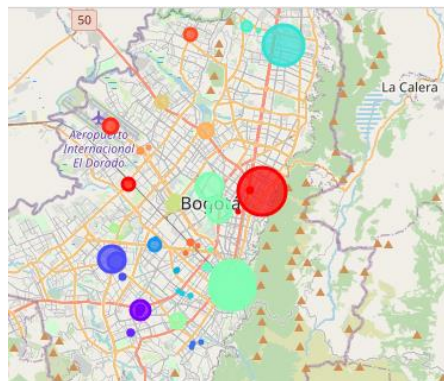 50
La Calera
Aeropuerto
Internacional
El Dorado
Bogotá